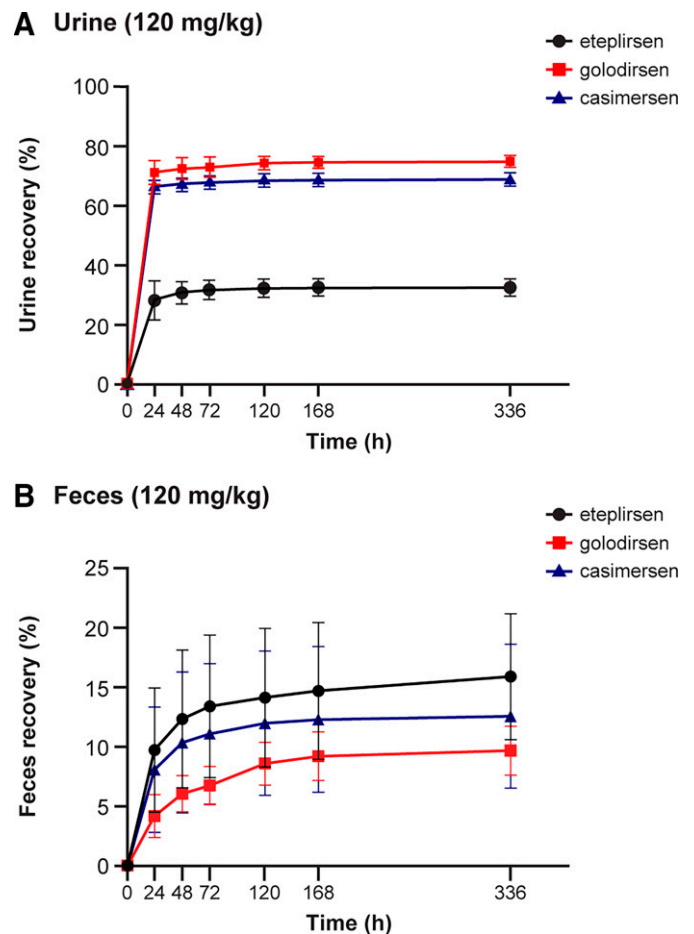 A Urine (120 mg/kg)
eteplirsen
golodirsen
casimersen
100
80
60
40
20
0
Urine recovery (%)
0 24 48 72 120 168 336
Time (h)
B Feces (120 mg/kg)
eteplirsen
golodirsen
casimersen
25
20
15
10
5
0
Feces recovery (%)
0 24 48 72 120 168 336
Time (h)